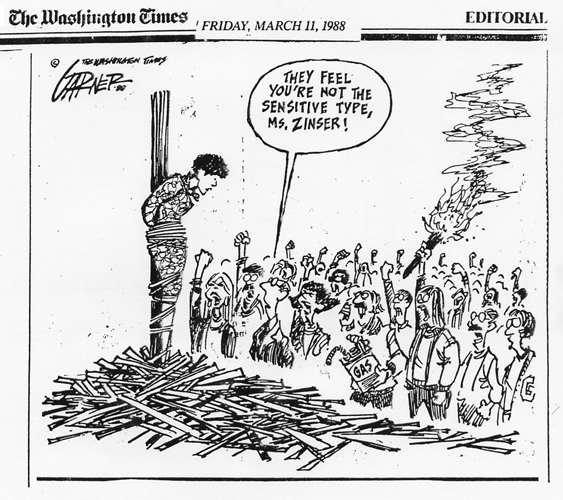 The Washington Times
FRIDAY, MARCH 11, 1988
EDITORIAL
© THE WASHINGTON TIMES
GARNER
'88
THEY FEEL
YOU'RE NOT THE
SENSITIVE TYPE,
MS. ZINSER!
GAS
G